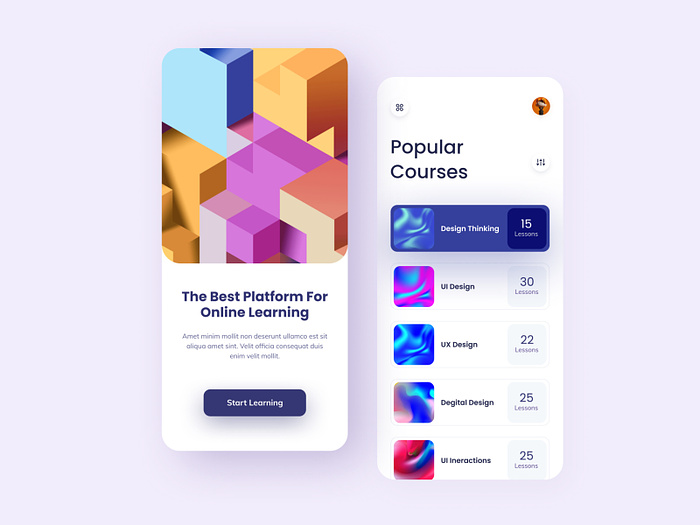 The Best Platform For
Online Learning
Amet minim mollit non deserunt ullamco est sit
aliqua amet sint. Velit officia consequat duis
enim velit mollit.
Start Learning
Popular
Courses
Design Thinking
15
Lessons
UI Design
30
Lessons
UX Design
22
Lessons
Degital Design
25
Lessons
UI Ineractions
25
Lessons